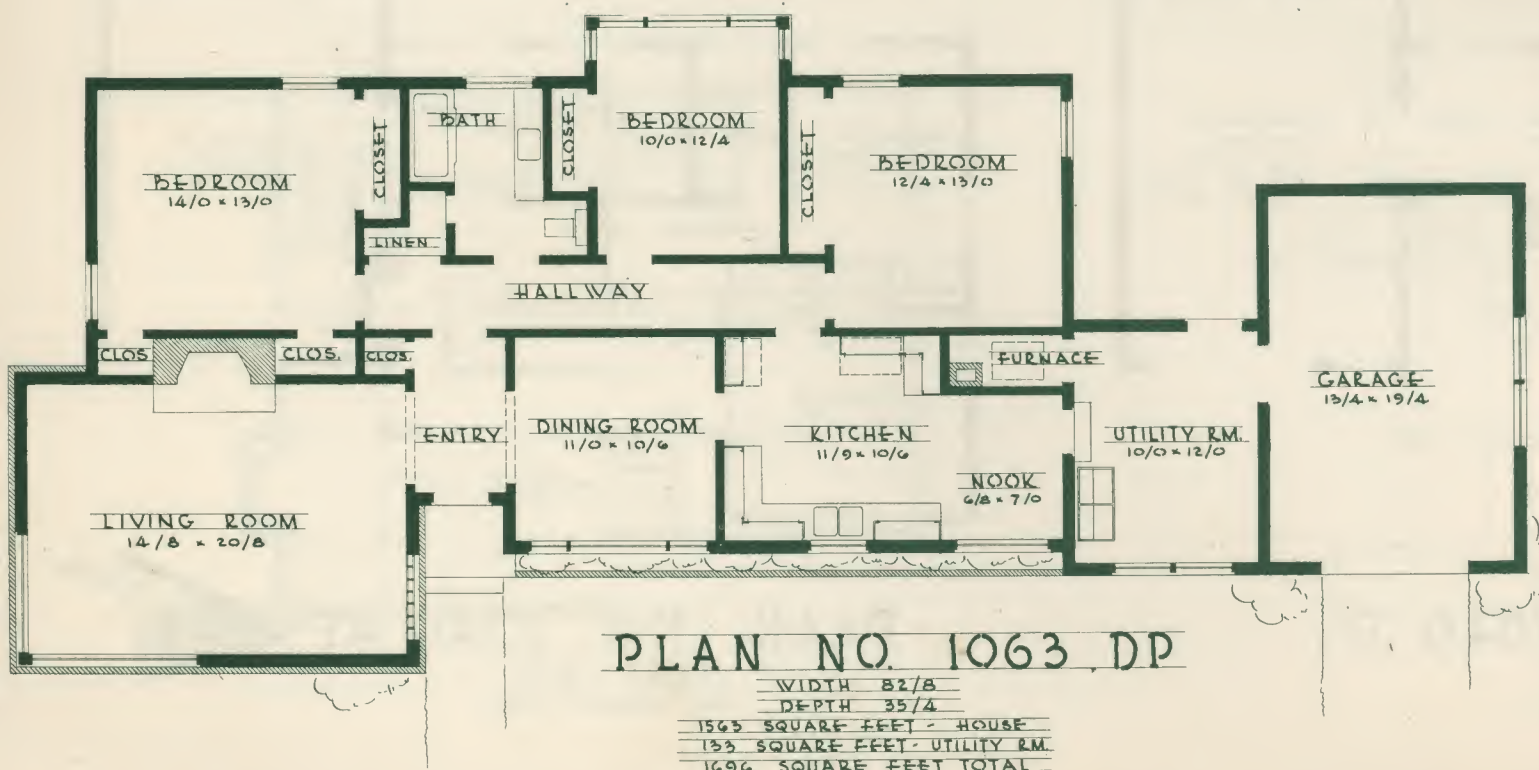 BEDROOM
14/0 x 13/0
CLOSET
BATH
LINEN
CLOSET
BEDROOM
10/0 x 12/4
CLOSET
BEDROOM
12/4 x 13/0
HALLWAY
CLOS
CLOS.
CLOS.
ENTRY
LIVING ROOM
14/8 x 20/8
DINING ROOM
11/0 x 10/6
KITCHEN
11/9 x 10/6
NOOK
6/8 x 7/0
FURNACE
UTILITY RM.
10/0 x 12/0
GARAGE
13/4 x 19/4
PLAN NO. 1063 DP
WIDTH 82/8
DEPTH 35/4
1563 SQUARE FEET - HOUSE
133 SQUARE FEET - UTILITY RM.
1696 SQUARE FEET TOTAL